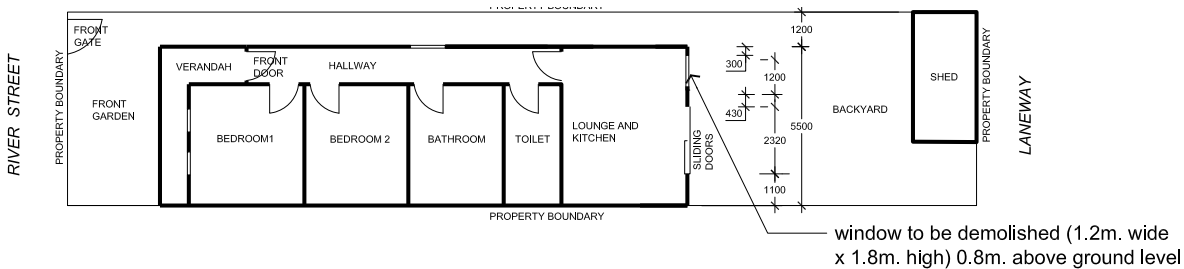 PROPERTY BOUNDARY
FRONT
GATE
RIVER STREET
PROPERTY BOUNDARY
FRONT
GARDEN
VERANDAH
FRONT
DOOR
HALLWAY
BEDROOM1
BEDROOM 2
BATHROOM
TOILET
LOUNGE AND
KITCHEN
SLIDING
DOORS
300
1200
430
2320
1100
1200
5500
BACKYARD
SHED
PROPERTY BOUNDARY
LANEWAY
PROPERTY BOUNDARY
window to be demolished (1.2m. wide
x 1.8m. high) 0.8m. above ground level